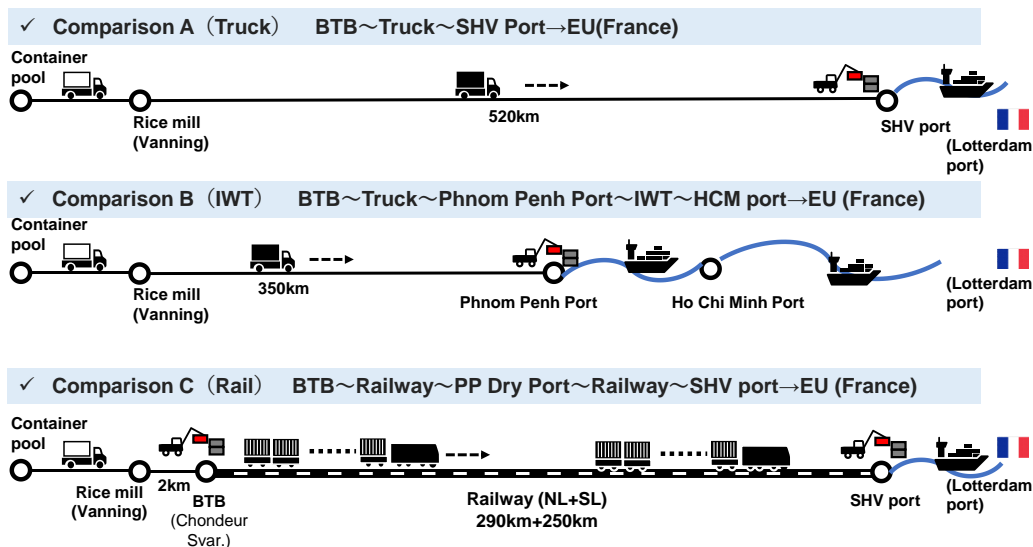 ✓ Comparison A（Truck） BTB～Truck～SHV Port→EU(France)
Container
pool
Rice mill
(Vanning)
520km
SHV port
(Lotterdam
port)
✓ Comparison B（IWT） BTB～Truck～Phnom Penh Port～IWT～HCM port→EU (France)
Container
pool
Rice mill
(Vanning)
350km
Phnom Penh Port
Ho Chi Minh Port
(Lotterdam
port)
✓ Comparison C（Rail） BTB～Railway～PP Dry Port～Railway～SHV port→EU (France)
Container
pool
Rice mill
(Vanning)
2km
BTB
(Chondeur
Svar.)
Railway (NL+SL)
290km+250km
SHV port
(Lotterdam
port)